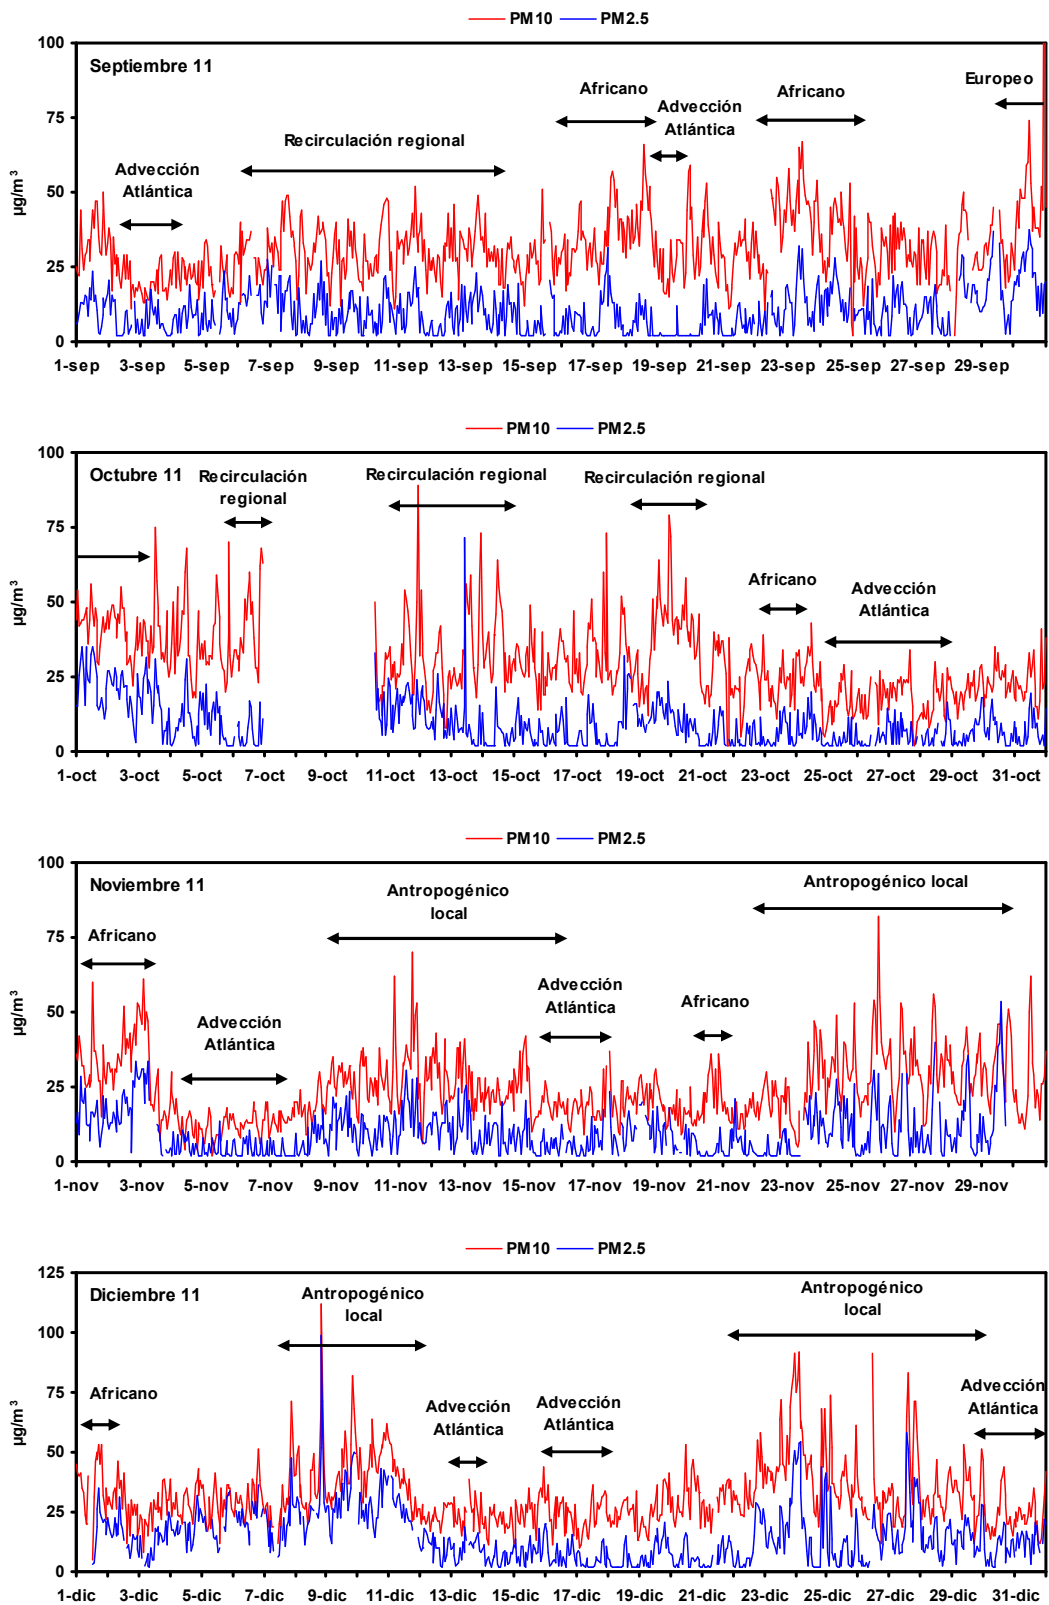 PM10 PM2.5
100
75
50
25
0
µg/m³
Septiembre 11
Advección
Atlántica
Recirculación regional
Africano
Advección
Atlántica
Africano
Europeo
1-sep 3-sep 5-sep 7-sep 9-sep 11-sep 13-sep 15-sep 17-sep 19-sep 21-sep 23-sep 25-sep 27-sep 29-sep
PM10 PM2.5
100
75
50
25
0
µg/m³
Octubre 11
Recirculación
regional
Recirculación regional
Recirculación regional
Africano
Advección
Atlántica
1-oct 3-oct 5-oct 7-oct 9-oct 11-oct 13-oct 15-oct 17-oct 19-oct 21-oct 23-oct 25-oct 27-oct 29-oct 31-oct
PM10 PM2.5
100
75
50
25
0
µg/m³
Noviembre 11
Africano
Advección
Atlántica
Antropogénico
local
Advección
Atlántica
Africano
Antropogénico local
1-nov 3-nov 5-nov 7-nov 9-nov 11-nov 13-nov 15-nov 17-nov 19-nov 21-nov 23-nov 25-nov 27-nov 29-nov
PM10 PM2.5
125
100
75
50
25
0
µg/m³
Diciembre 11
Africano
Antropogénico
local
Advección
Atlántica
Advección
Atlántica
Antropogénico
local
Advección
Atlántica
1-dic 3-dic 5-dic 7-dic 9-dic 11-dic 13-dic 15-dic 17-dic 19-dic 21-dic 23-dic 25-dic 27-dic 29-dic 31-dic